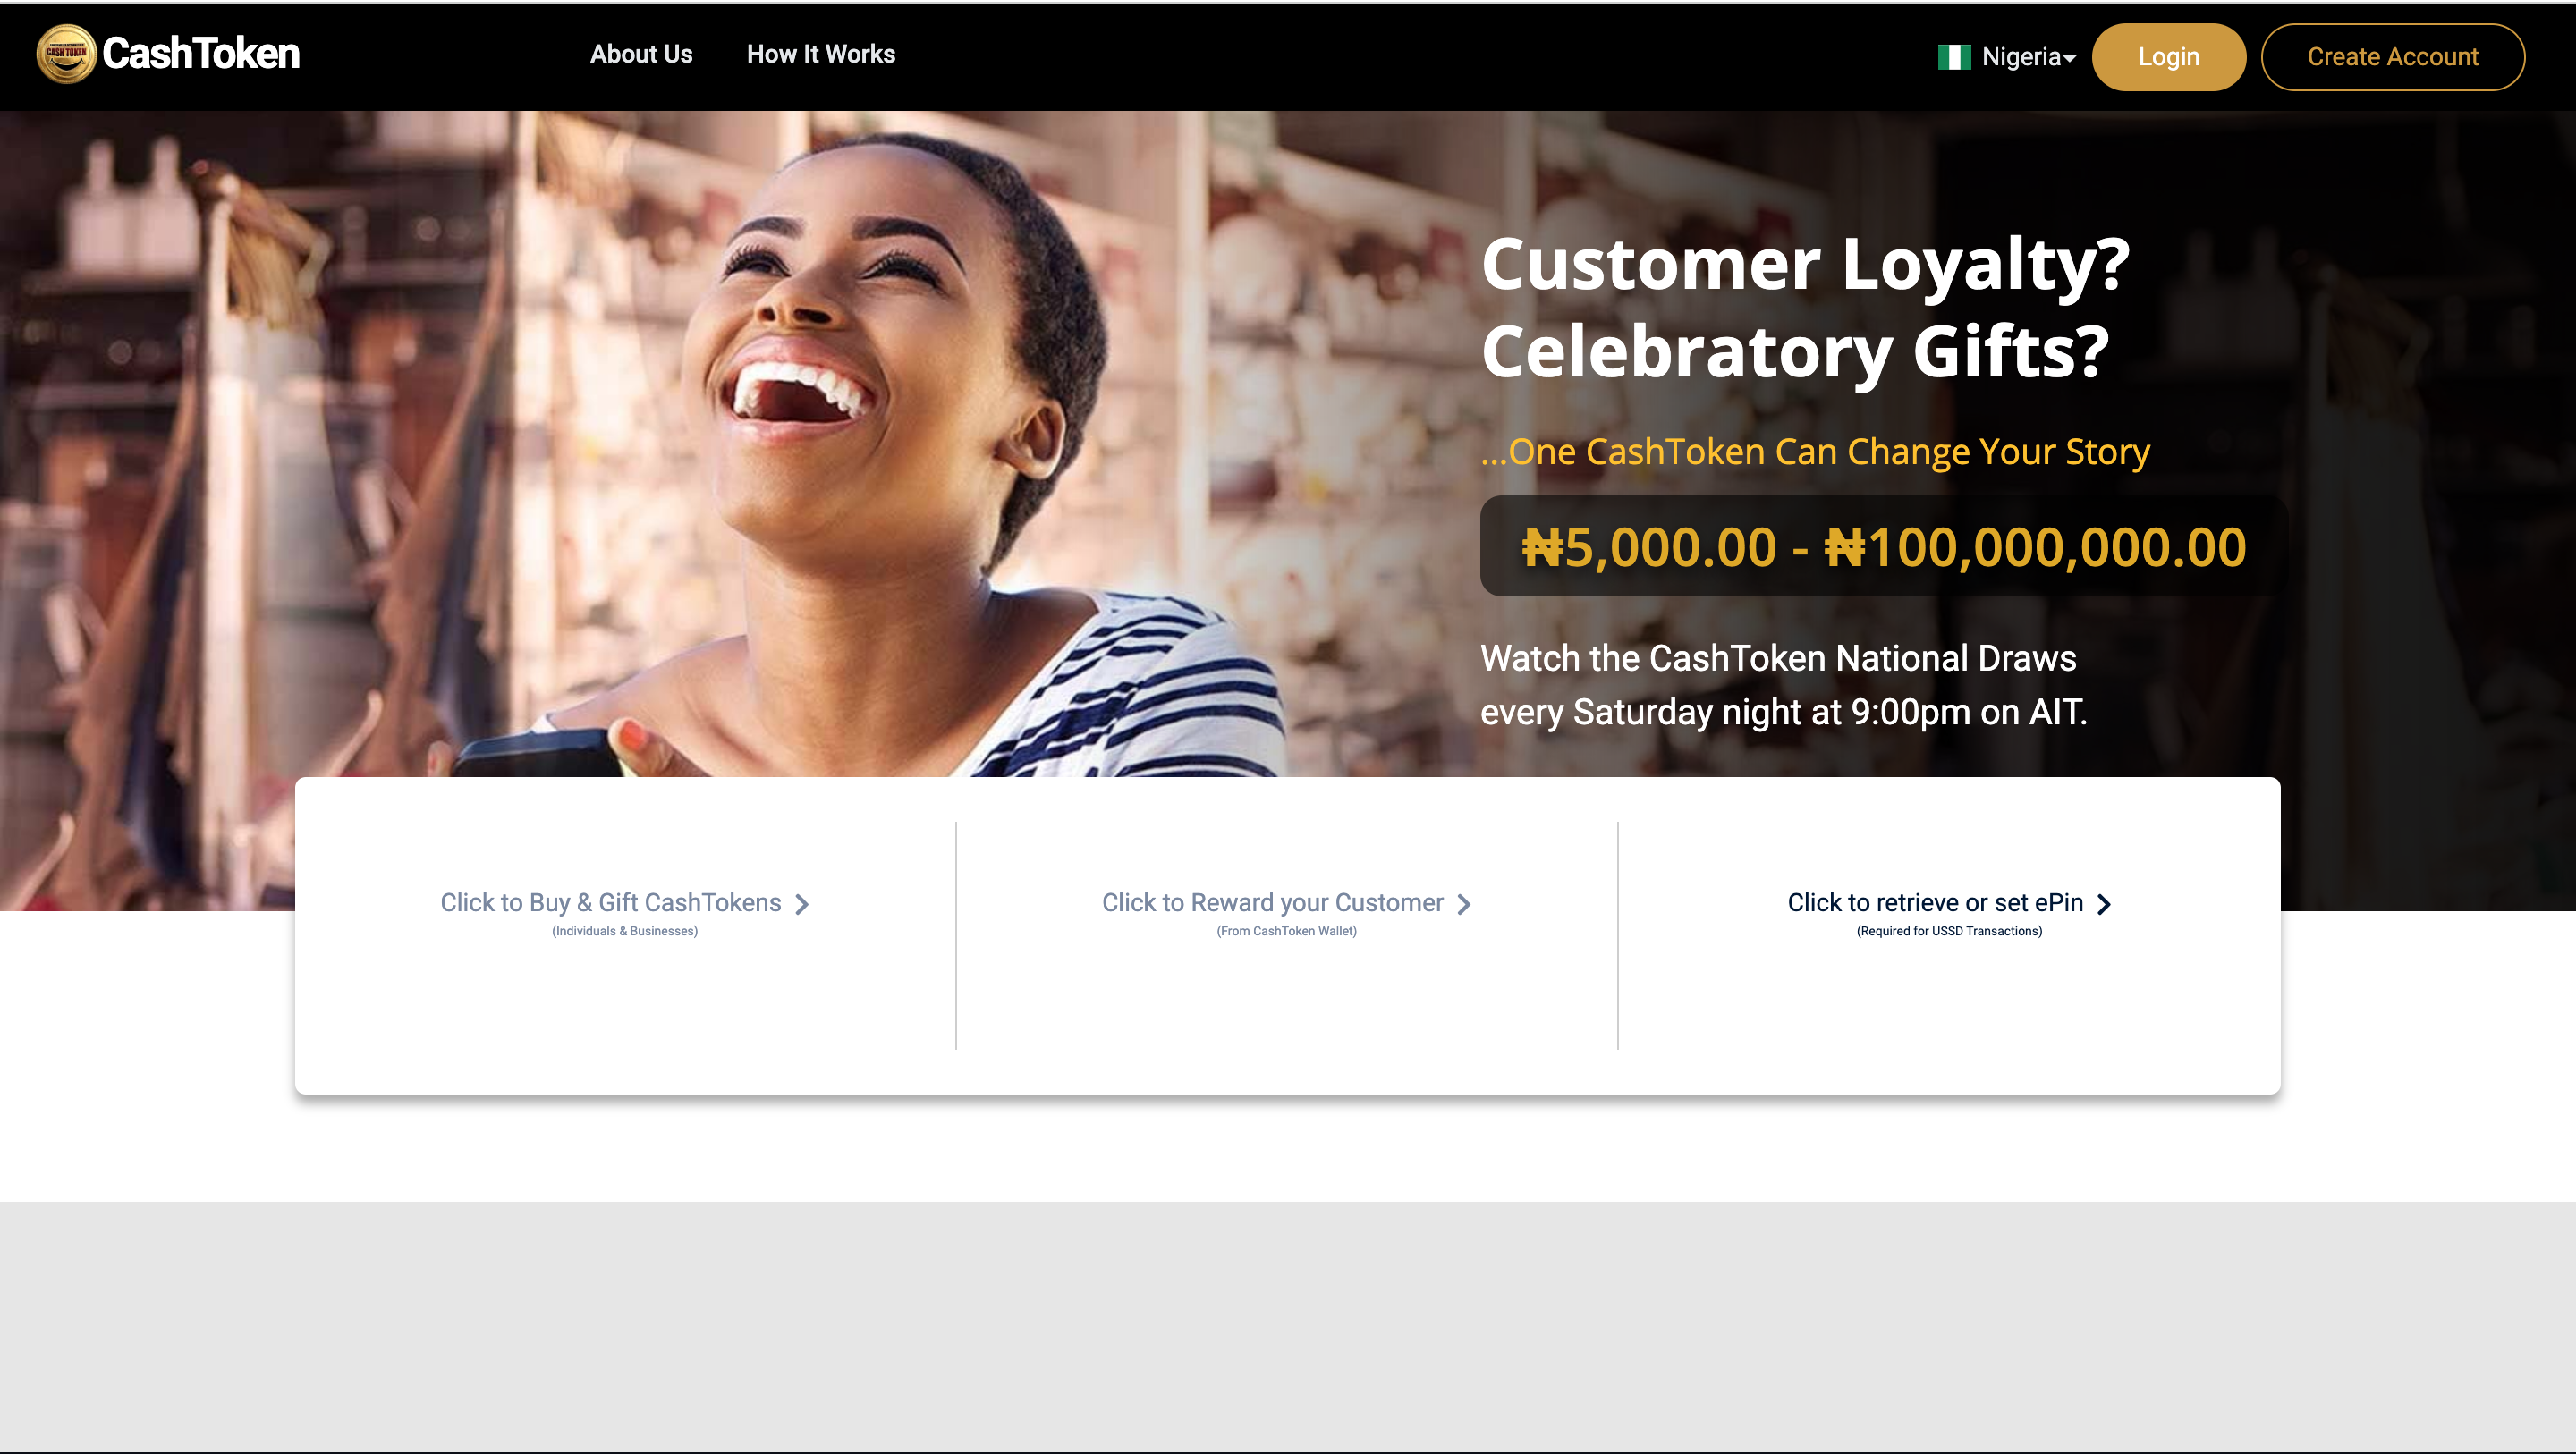 CASH TOKEN
CashToken
About Us
How It Works
Nigeria
Login
Create Account
Customer Loyalty?
Celebratory Gifts?
...One CashToken Can Change Your Story
₦5,000.00 - ₦100,000,000.00
Watch the CashToken National Draws
every Saturday night at 9:00pm on AIT.
Click to Buy & Gift CashTokens
(Individuals & Businesses)
Click to Reward your Customer
(From CashToken Wallet)
Click to retrieve or set ePin
(Required for USSD Transactions)